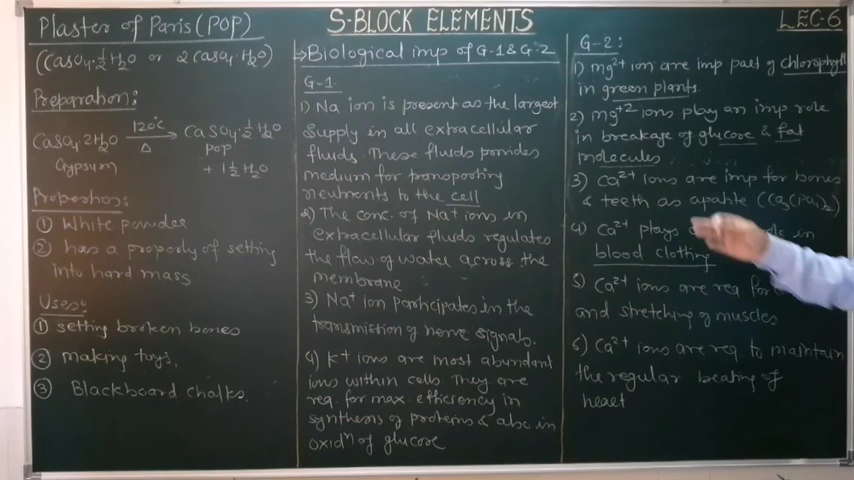 S-BLOCK ELEMENTS
LEC-6
Plaster of Paris (POP)
(CaSO4.½H2O or 2CaSO4.H2O)
Preparation:
CaSO4.2H2O 120°C → Δ CaSO4.½H2O
Gypsum POP
+ 1½H2O
Properties:
① White powder
② has a property of setting
into hard mass
Uses:
① setting broken bones
② making toys.
③ Blackboard chalks.
→ Biological imp of G-1 & G-2
G-1
1) Na ion is present as the largest
supply in all extracellular
fluids. These fluids provides
medium for transporting
neutrients to the cell
2) The conc. of Na+ ions in
extracellular fluids regulates
the flow of water across the
membrane
3) Na+ ion participates in the
transmission of nerve signals.
4) K+ ions are most abundant
ions within cells They are
req. for max. efficiency in
synthesis of proteins & also in
oxidn of glucose
G-2:
1) mg2+ ion are imp part of chlorophyll
in green plants.
2) mg+2 ions play an imp role
in breakage of glucose & fat
molecules
3) Ca2+ ions are imp for bones
& teeth as apatite (Ca3(PO4)2)
4) Ca2+ plays in
blood clotting
5) Ca2+ ions are req for
and stretching of muscles
6) Ca2+ ions are req. to maintain
the regular beating of
heart